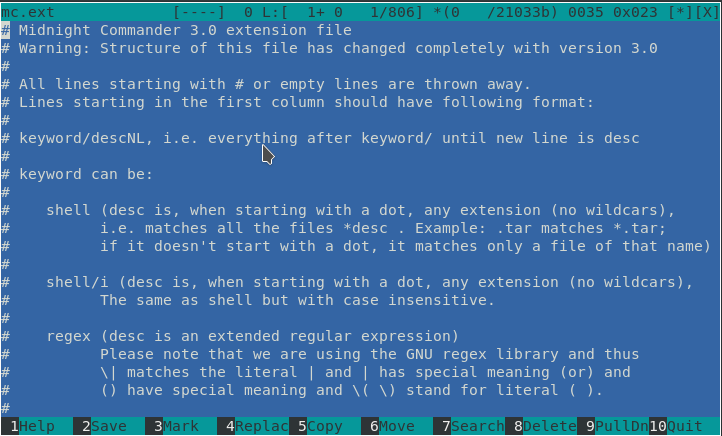 mc.ext [----] 0 L:[ 1+ 0 1/806] *(0 /21033b) 0035 0x023 [*][X]
# Midnight Commander 3.0 extension file
# Warning: Structure of this file has changed completely with version 3.0
#
# All lines starting with # or empty lines are thrown away.
# Lines starting in the first column should have following format:
#
# keyword/descNL, i.e. everything after keyword/ until new line is desc
#
# keyword can be:
#
#    shell (desc is, when starting with a dot, any extension (no wildcars),
#          i.e. matches all the files *desc . Example: .tar matches *.tar;
#          if it doesn't start with a dot, it matches only a file of that name)
#
#    shell/i (desc is, when starting with a dot, any extension (no wildcars),
#          The same as shell but with case insensitive.
#
#    regex (desc is an extended regular expression)
#          Please note that we are using the GNU regex library and thus
#          \| matches the literal | and | has special meaning (or) and
#          () have special meaning and \( \) stand for literal ( ).
#
1Help 2Save 3Mark 4Replac 5Copy 6Move 7Search 8Delete 9PullDn 10Quit